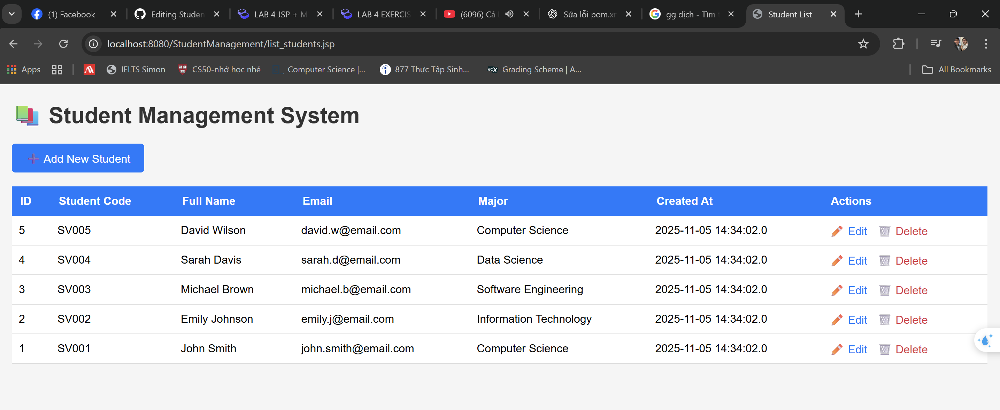 (1) Facebook
Editing Studen
LAB 4 JSP + M
LAB 4 EXERCIS
(6096) Cá L
Sửa lỗi pom.xm
gg dịch - Tìm
Student List
localhost:8080/StudentManagement/list_students.jsp
Apps
IELTS Simon
CS50-nhớ học nhé
Computer Science |...
877 Thực Tập Sinh...
edX
Grading Scheme | A...
All Bookmarks
Student Management System
Add New Student
ID Student Code Full Name Email Major Created At Actions
5 SV005 David Wilson david.w@email.com Computer Science 2025-11-05 14:34:02.0 Edit Delete
4 SV004 Sarah Davis sarah.d@email.com Data Science 2025-11-05 14:34:02.0 Edit Delete
3 SV003 Michael Brown michael.b@email.com Software Engineering 2025-11-05 14:34:02.0 Edit Delete
2 SV002 Emily Johnson emily.j@email.com Information Technology 2025-11-05 14:34:02.0 Edit Delete
1 SV001 John Smith john.smith@email.com Computer Science 2025-11-05 14:34:02.0 Edit Delete